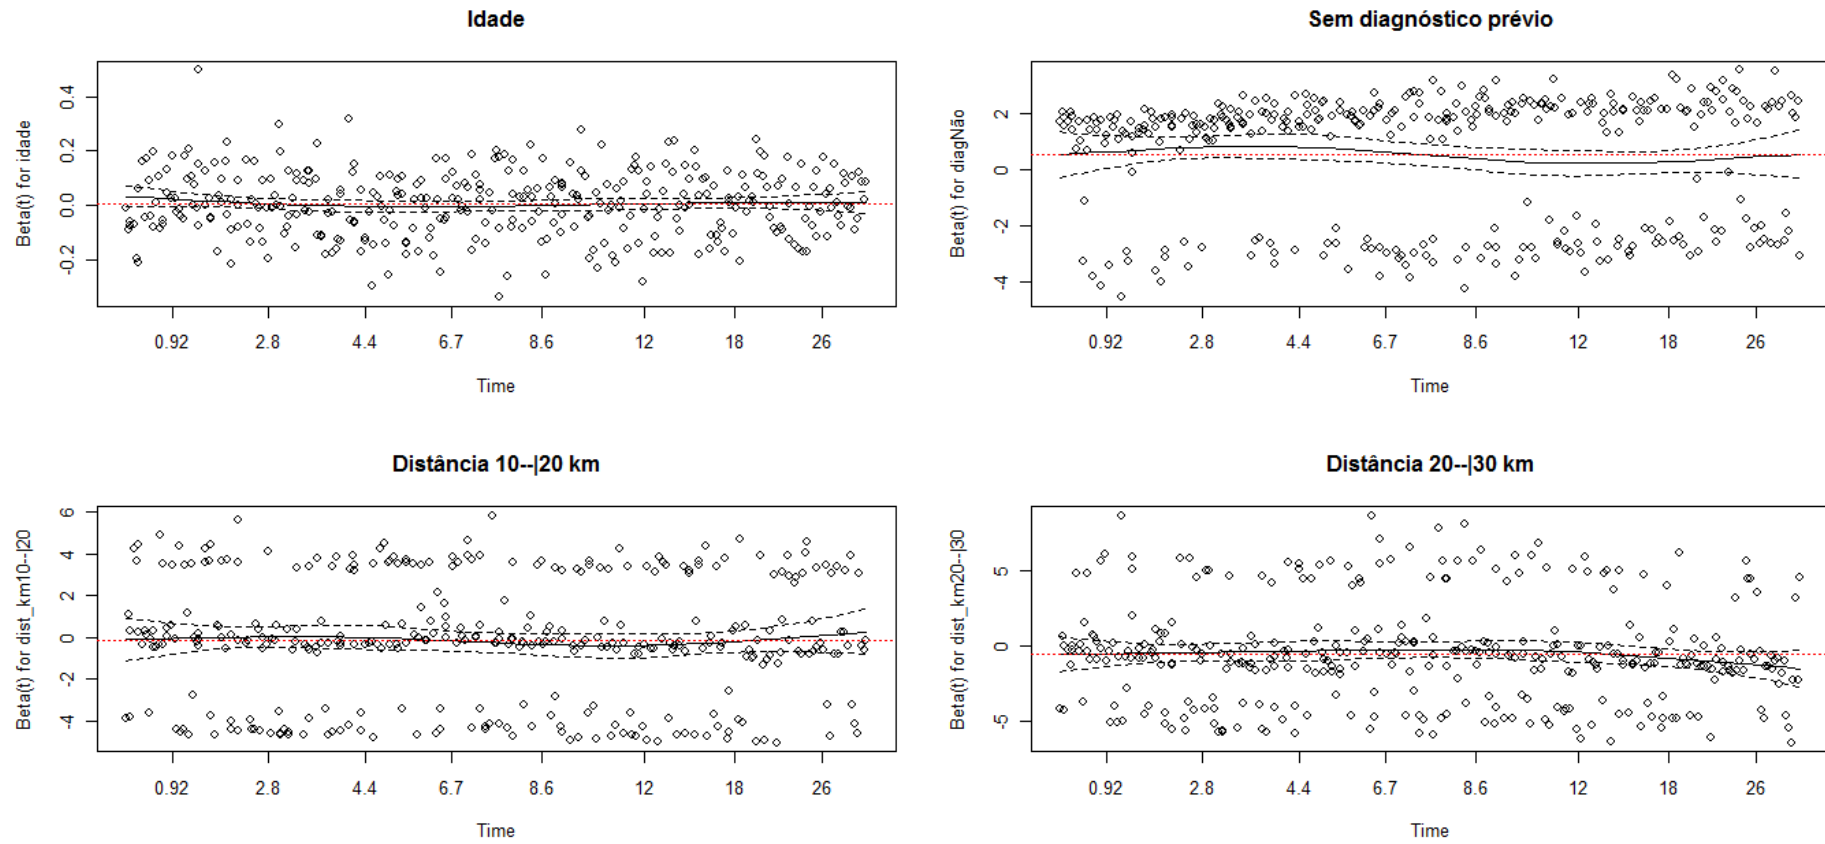 Idade
Beta(t) for idade
0.4
0.2
0.0
-0.2
0.92 2.8 4.4 6.7 8.6 12 18 26
Time
Sem diagnóstico prévio
Beta(t) for diagNão
2
0
-2
-4
0.92 2.8 4.4 6.7 8.6 12 18 26
Time
Distância 10--|20 km
Beta(t) for dist_km10--|20
6
4
2
0
-2
-4
0.92 2.8 4.4 6.7 8.6 12 18 26
Time
Distância 20--|30 km
Beta(t) for dist_km20--|30
5
0
-5
0.92 2.8 4.4 6.7 8.6 12 18 26
Time